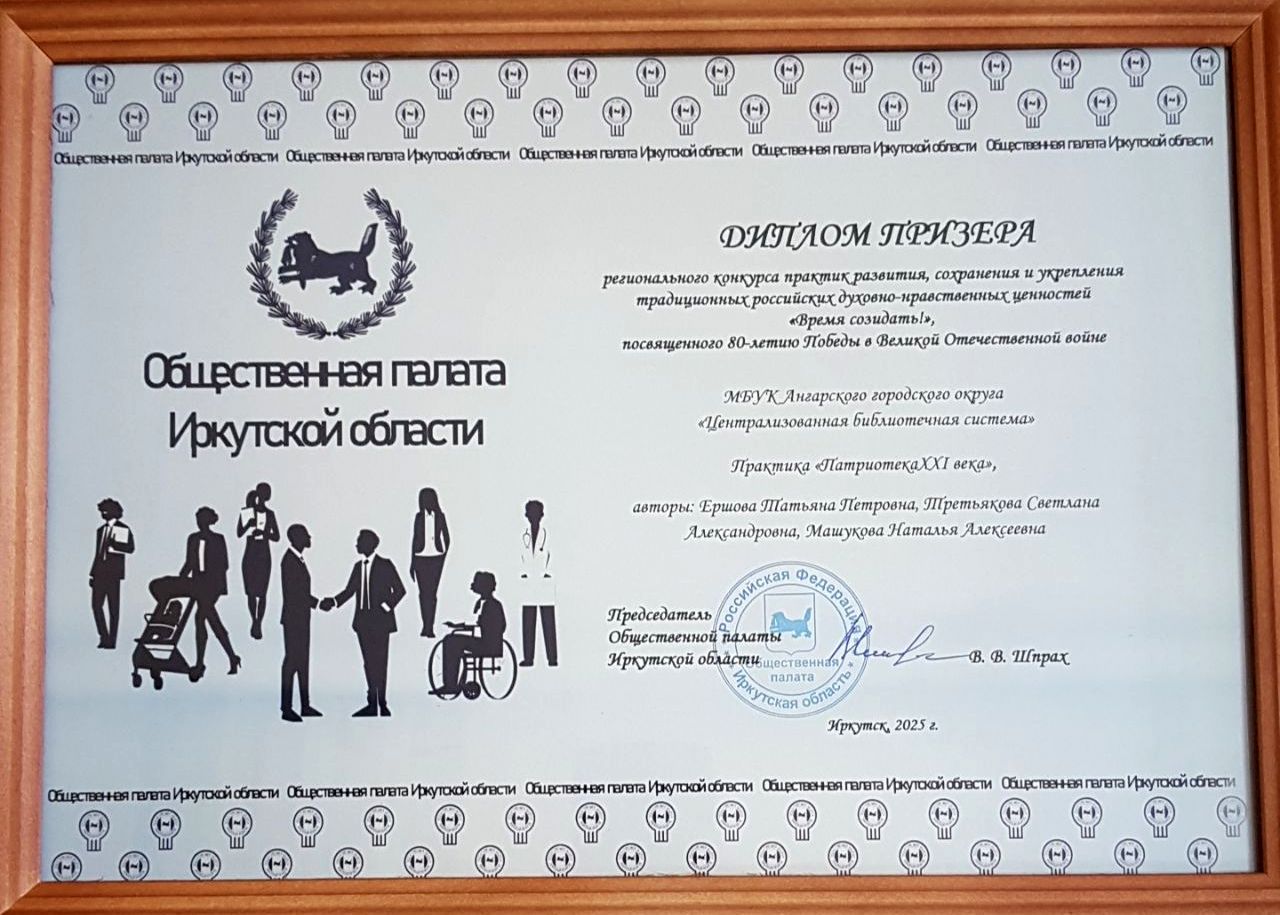 Общественная палата Иркутской области Общественная палата Иркутской области Общественная палата Иркутской области Общественная палата Иркутской области Общественная палата Иркутской области
Общественная палата
Иркутской области
ДИПЛОМ ПРИЗЕРА
регионального конкурса практик развития, сохранения и укрепления
традиционных российских духовно-нравственных ценностей
«Время созидать!»,
посвященного 80-летию Победы в Великой Отечественной войне
МБУК Ангарского городского округа
«Централизованная библиотечная система»
Практика «ПатриотекаXXI века»,
авторы: Ершова Татьяна Петровна, Третьякова Светлана
Александровна, Машукова Наталья Алексеевна
Председатель
Общественной палаты
Иркутской области
В. В. Шпрах
Российская Федерация
Общественная
палата
Иркутская область
Иркутск, 2025 г.
Общественная палата Иркутской области Общественная палата Иркутской области Общественная палата Иркутской области Общественная палата Иркутской области Общественная палата Иркутской области